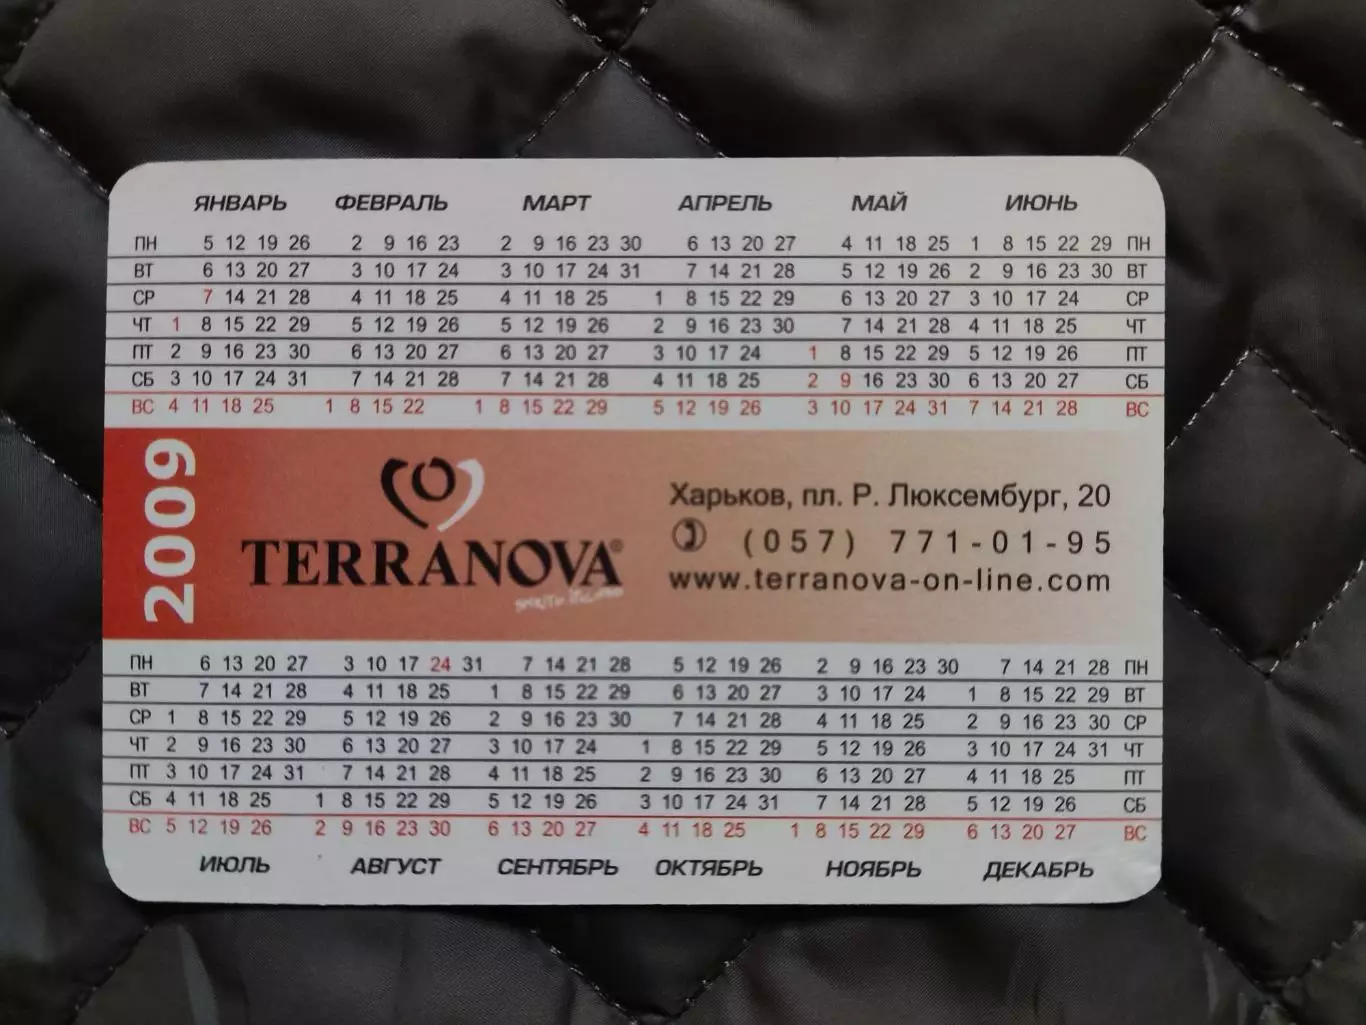 ЯНВАРЬ ФЕВРАЛЬ МАРТ АПРЕЛЬ МАЙ ИЮНЬ
ПН 5 12 19 26 2 9 16 23 2 9 16 23 30 6 13 20 27 4 11 18 25 1 8 15 22 29 ПН
ВТ 6 13 20 27 3 10 17 24 3 10 17 24 31 7 14 21 28 5 12 19 26 2 9 16 23 30 ВТ
СР 7 14 21 28 4 11 18 25 4 11 18 25 1 8 15 22 29 6 13 20 27 3 10 17 24 СР
ЧТ 1 8 15 22 29 5 12 19 26 5 12 19 26 2 9 16 23 30 7 14 21 28 4 11 18 25 ЧТ
ПТ 2 9 16 23 30 6 13 20 27 6 13 20 27 3 10 17 24 1 8 15 22 29 5 12 19 26 ПТ
СБ 3 10 17 24 31 7 14 21 28 7 14 21 28 4 11 18 25 2 9 16 23 30 6 13 20 27 СБ
ВС 4 11 18 25 1 8 15 22 1 8 15 22 29 5 12 19 26 3 10 17 24 31 7 14 21 28 ВС
2009
TERRANOVA®
SPIRITO ITALIANO
Харьков, пл. Р. Люксембург, 20
(057) 771-01-95
www.terranova-on-line.com
ПН 6 13 20 27 3 10 17 24 31 7 14 21 28 5 12 19 26 2 9 16 23 30 7 14 21 28 ПН
ВТ 7 14 21 28 4 11 18 25 1 8 15 22 29 6 13 20 27 3 10 17 24 1 8 15 22 29 ВТ
СР 1 8 15 22 29 5 12 19 26 2 9 16 23 30 7 14 21 28 4 11 18 25 2 9 16 23 30 СР
ЧТ 2 9 16 23 30 6 13 20 27 3 10 17 24 1 8 15 22 29 5 12 19 26 3 10 17 24 31 ЧТ
ПТ 3 10 17 24 31 7 14 21 28 4 11 18 25 2 9 16 23 30 6 13 20 27 4 11 18 25 ПТ
СБ 4 11 18 25 1 8 15 22 29 5 12 19 26 3 10 17 24 31 7 14 21 28 5 12 19 26 СБ
ВС 5 12 19 26 2 9 16 23 30 6 13 20 27 4 11 18 25 1 8 15 22 29 6 13 20 27 ВС
ИЮЛЬ АВГУСТ СЕНТЯБРЬ ОКТЯБРЬ НОЯБРЬ ДЕКАБРЬ